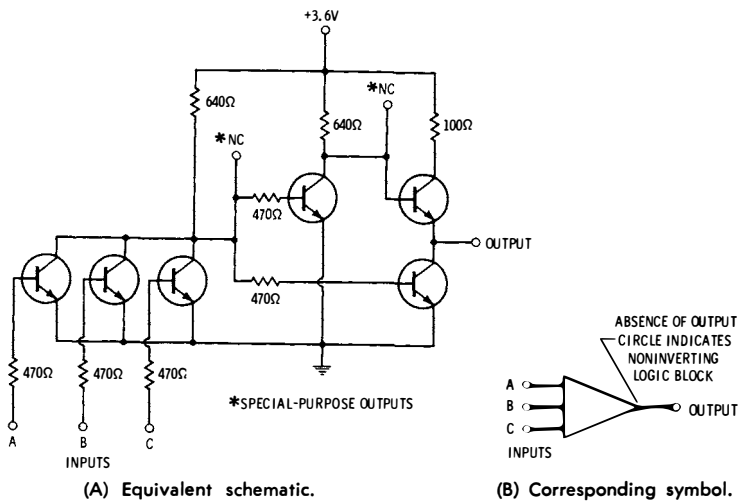 +3.6V
*NC
640Ω
640Ω
100Ω
*NC
470Ω
OUTPUT
470Ω
470Ω
470Ω
470Ω
*SPECIAL-PURPOSE OUTPUTS
A
B
C
INPUTS
(A) Equivalent schematic.
ABSENCE OF OUTPUT
CIRCLE INDICATES
NONINVERTING
LOGIC BLOCK
A
B
C
OUTPUT
INPUTS
(B) Corresponding symbol.